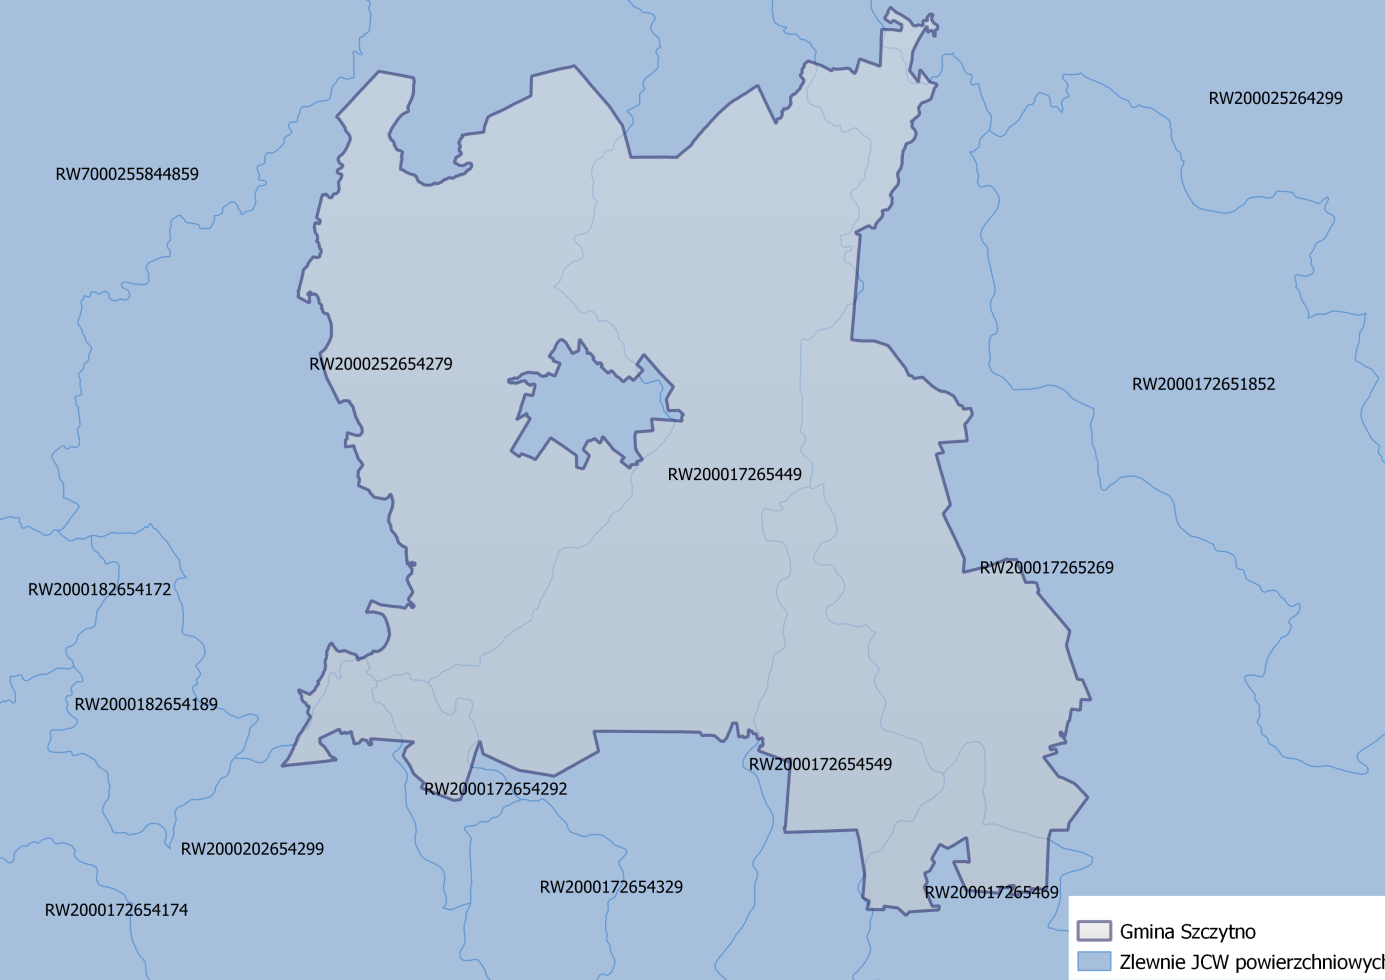 RW200025264299
RW7000255844859
RW2000252654279
RW2000172651852
RW200017265449
RW200017265269
RW2000182654172
RW2000182654189
RW2000172654549
RW2000172654292
RW2000202654299
RW2000172654329
RW200017265469
RW2000172654174
Gmina Szczytno
Zlewnie JCW powierzchniowych